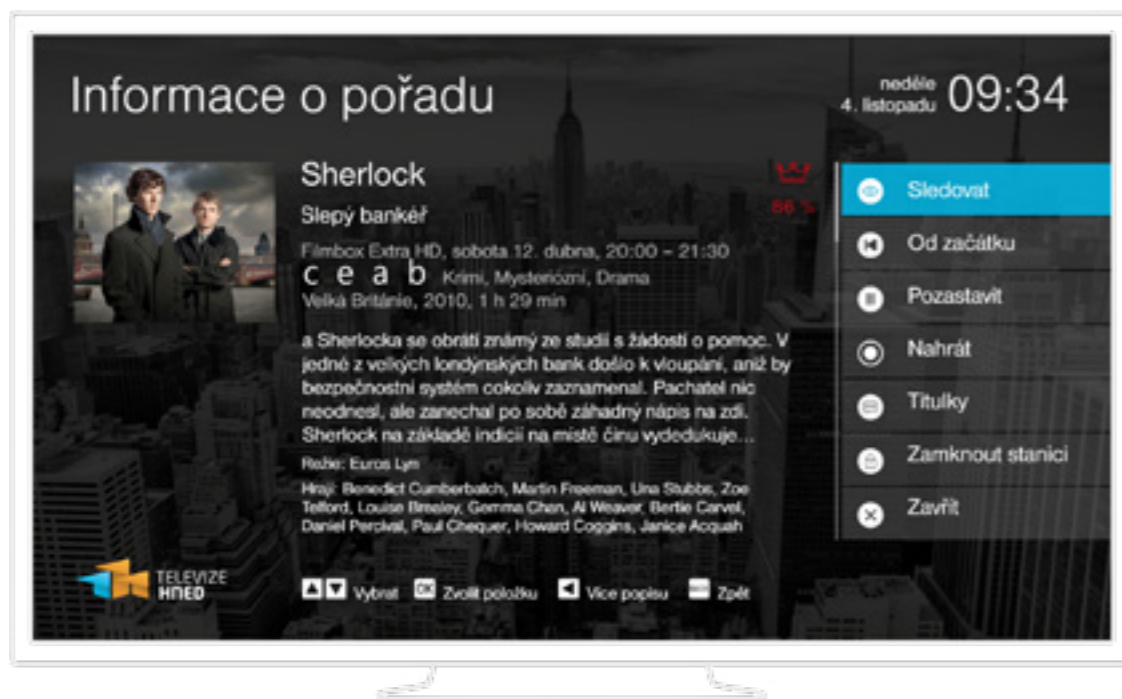 Informace o pořadu
neděle
4. listopadu
09:34
Sherlock
Slepý bankéř
Filmbox Extra HD, sobota 12. dubna, 20:00 – 21:30
c e a b Krimi, Mysteriózní, Drama
Velká Británie, 2010, 1 h 29 min
a Sherlocka se obrátí známý ze studií s žádostí o pomoc. V
jedné z velkých londýnských bank došlo k vloupání, aniž by
bezpečnostní systém cokoliv zaznamenal. Pachatel nic
neodnesl, ale zanechal po sobě záhadný nápis na zdi.
Sherlock na základě indicií na místě činu vydedukuje…
Režie: Euros Lyn
Hrají: Benedict Cumberbatch, Martin Freeman, Una Stubbs, Zoe
Telford, Louise Brealey, Gemma Chan, Al Weaver, Bertie Carvel,
Daniel Percival, Paul Chequer, Howard Coggins, Janice Acquah
86 %
Sledovat
Od začátku
Pozastavit
Nahrát
Titulky
Zamknout stanici
Zavřít
TELEVIZE
HNED
Vybrat OK Zvolit položku Více popisu Zpět